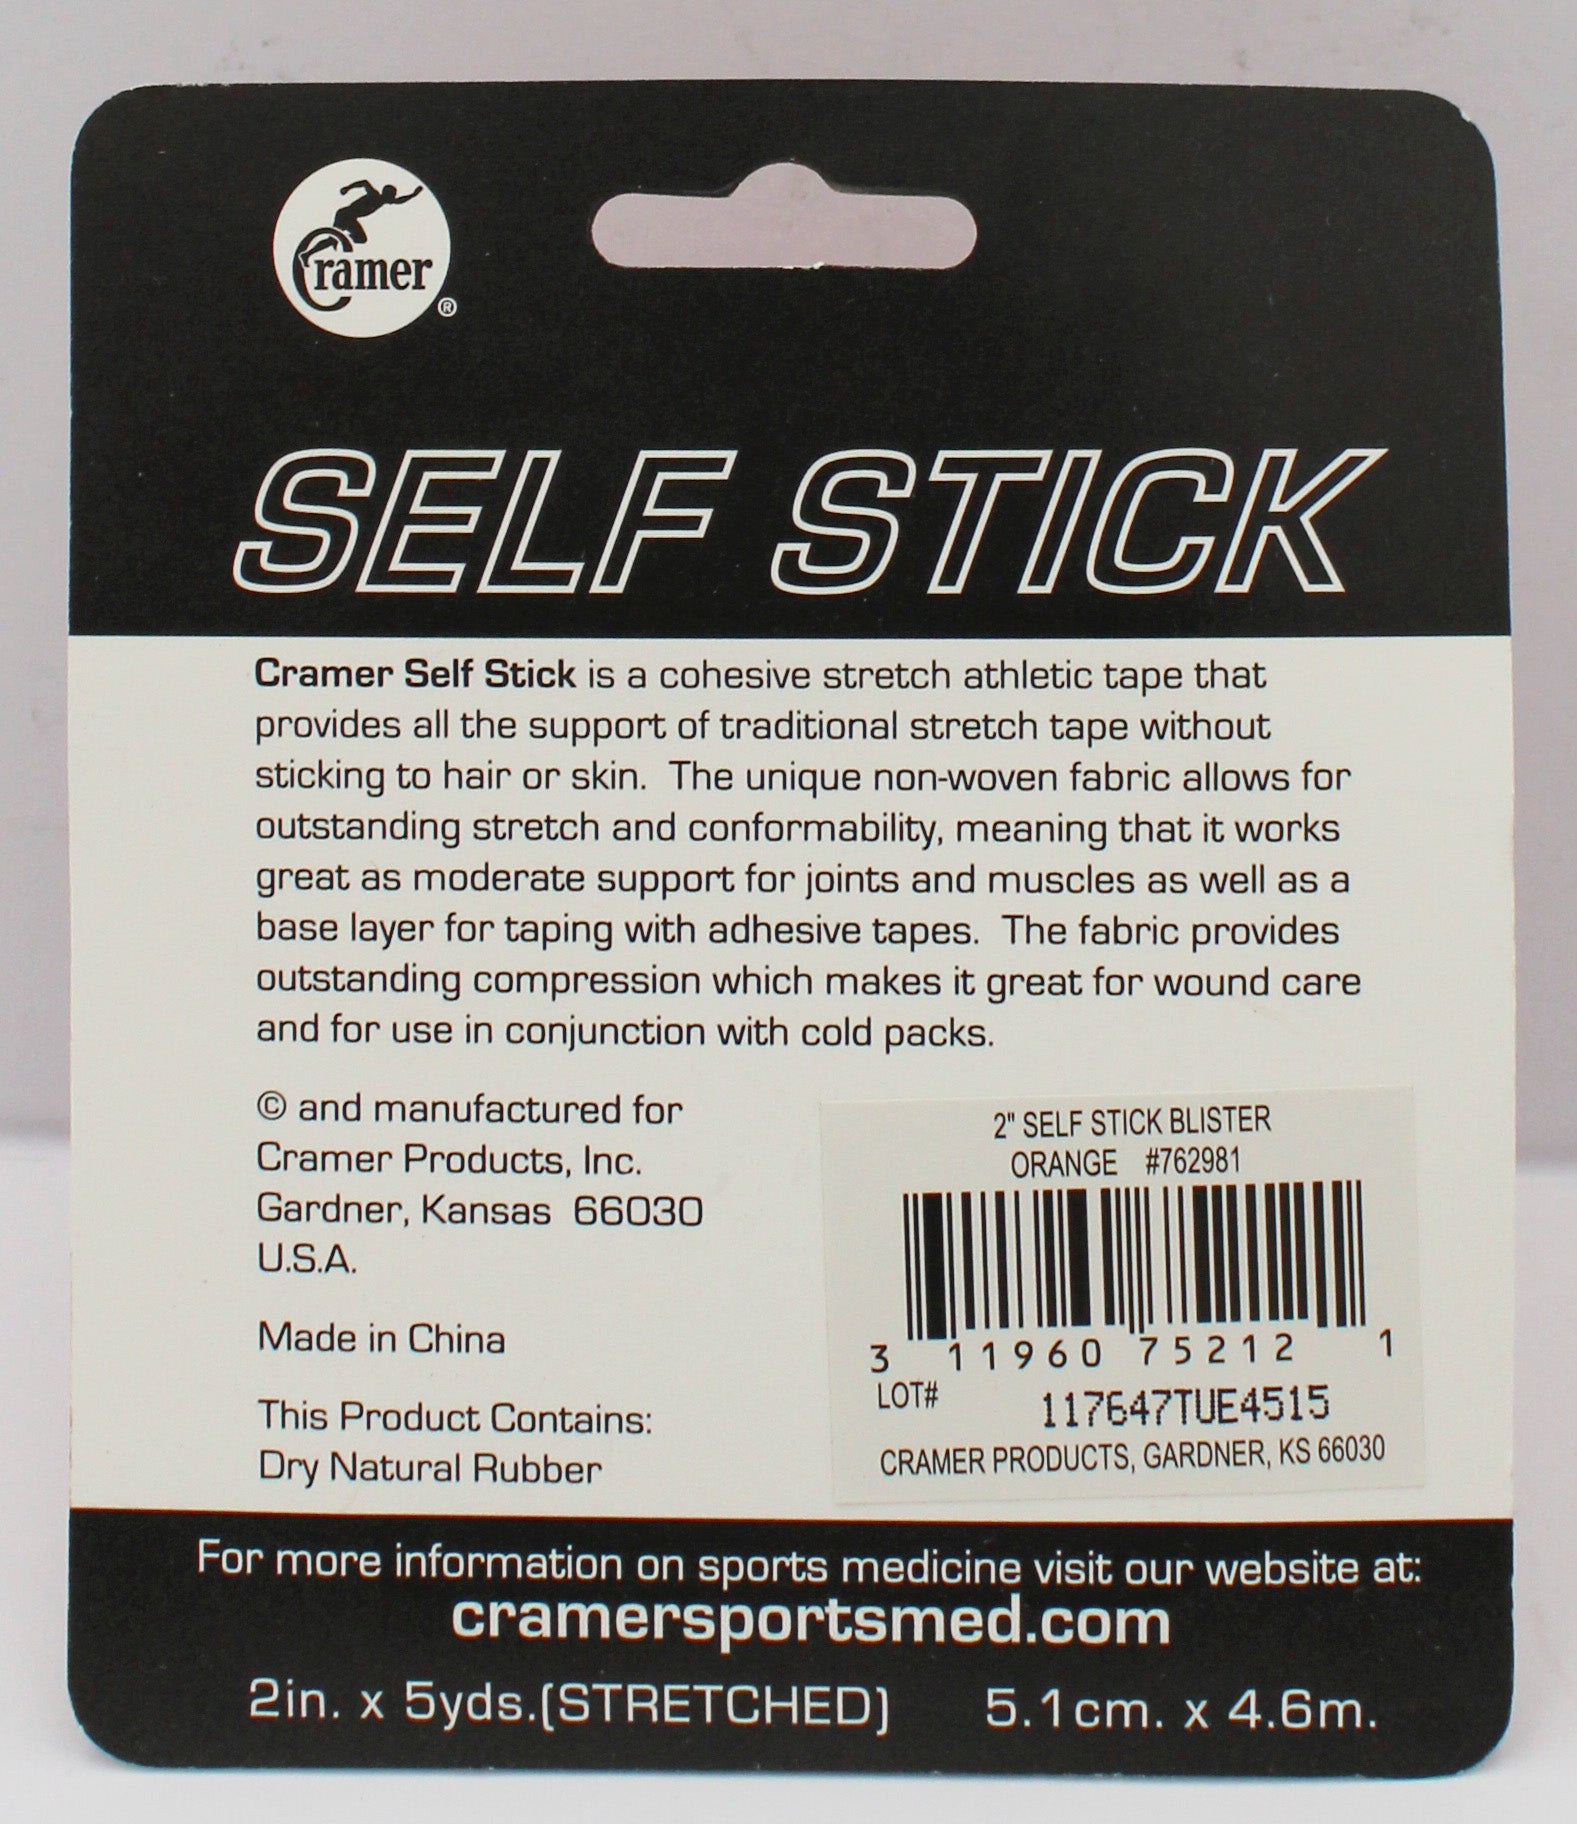 Cramer®
SELF STICK
Cramer Self Stick is a cohesive stretch athletic tape that
provides all the support of traditional stretch tape without
sticking to hair or skin. The unique non-woven fabric allows for
outstanding stretch and conformability, meaning that it works
great as moderate support for joints and muscles as well as a
base layer for taping with adhesive tapes. The fabric provides
outstanding compression which makes it great for wound care
and for use in conjunction with cold packs.
© and manufactured for
Cramer Products, Inc.
Gardner, Kansas 66030
U.S.A.
Made in China
This Product Contains:
Dry Natural Rubber
2" SELF STICK BLISTER
ORANGE #762981
3 11960 75212 1
LOT# 117647TUE4515
CRAMER PRODUCTS, GARDNER, KS 66030
For more information on sports medicine visit our website at:
cramersportsmed.com
2in. x 5yds.(STRETCHED) 5.1cm. x 4.6m.